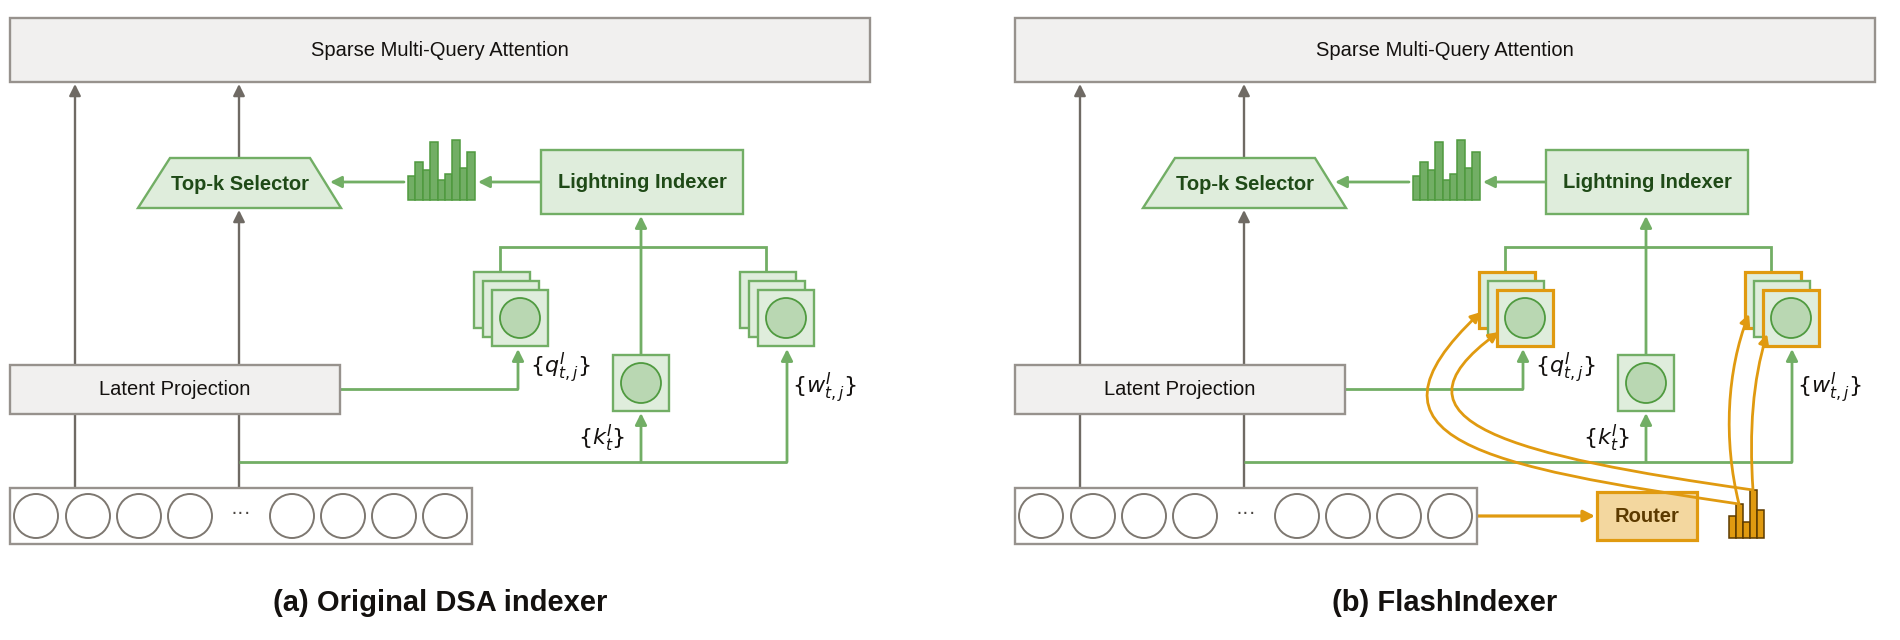 Sparse Multi-Query Attention
Top-k Selector
Lightning Indexer
{q^l_{t,j}}
Latent Projection
{w^l_{t,j}}
{k^l_t}
...
(a) Original DSA indexer
Sparse Multi-Query Attention
Top-k Selector
Lightning Indexer
{q^l_{t,j}}
Latent Projection
{w^l_{t,j}}
{k^l_t}
...
Router
(b) FlashIndexer